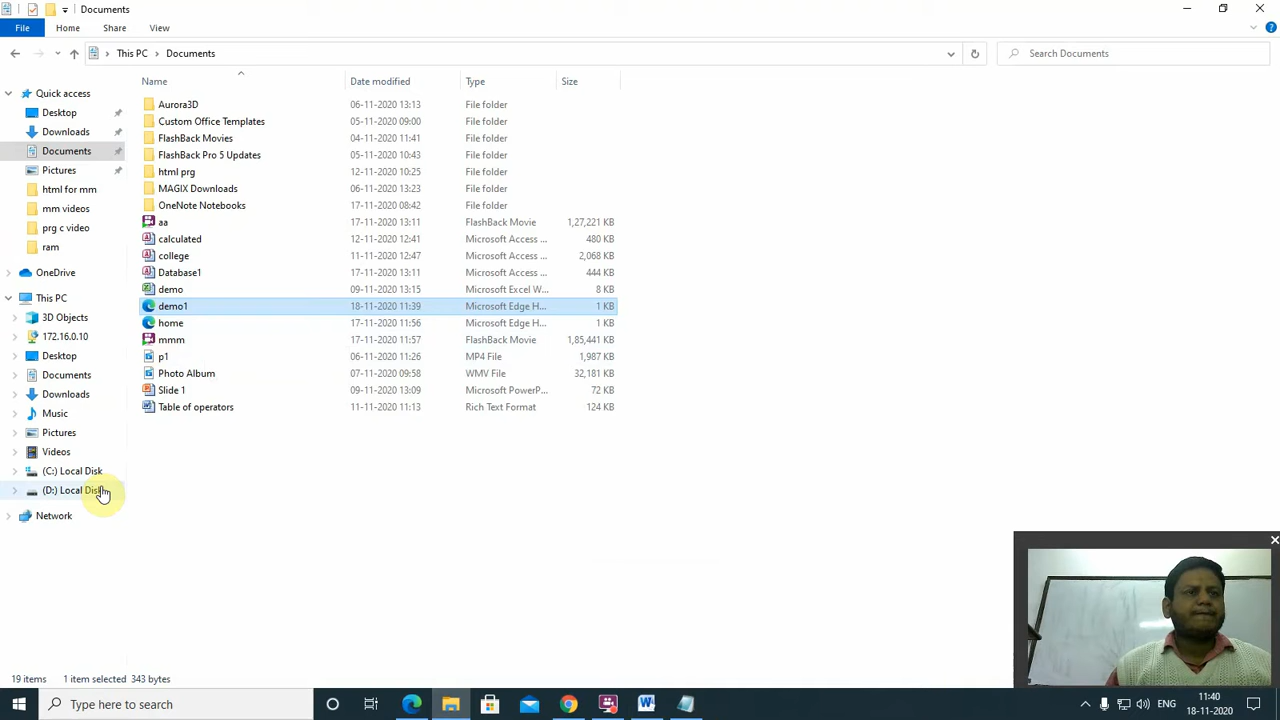 Documents
File Home Share View
This PC Documents
Search Documents
Name Date modified Type Size
Quick access
Desktop
Downloads
Documents
Pictures
html for mm
mm videos
prg c video
ram
OneDrive
This PC
3D Objects
172.16.0.10
Desktop
Documents
Downloads
Music
Pictures
Videos
(C:) Local Disk
(D:) Local Disk
Network
Aurora3D 06-11-2020 13:13 File folder
Custom Office Templates 05-11-2020 09:00 File folder
FlashBack Movies 04-11-2020 11:41 File folder
FlashBack Pro 5 Updates 05-11-2020 10:43 File folder
html prg 12-11-2020 10:25 File folder
MAGIX Downloads 06-11-2020 13:23 File folder
OneNote Notebooks 17-11-2020 08:42 File folder
aa 17-11-2020 13:11 FlashBack Movie 1,27,221 KB
calculated 12-11-2020 12:41 Microsoft Access ... 480 KB
college 11-11-2020 12:47 Microsoft Access ... 2,068 KB
Database1 17-11-2020 13:11 Microsoft Access ... 444 KB
demo 09-11-2020 13:15 Microsoft Excel W... 8 KB
demo1 18-11-2020 11:39 Microsoft Edge H... 1 KB
home 17-11-2020 11:56 Microsoft Edge H... 1 KB
mmm 17-11-2020 11:57 FlashBack Movie 1,85,441 KB
p1 06-11-2020 11:26 MP4 File 1,987 KB
Photo Album 07-11-2020 09:58 WMV File 32,181 KB
Slide 1 09-11-2020 13:09 Microsoft PowerP... 72 KB
Table of operators 11-11-2020 11:13 Rich Text Format 124 KB
19 items 1 item selected 343 bytes
Type here to search
ENG
11:40
18-11-2020